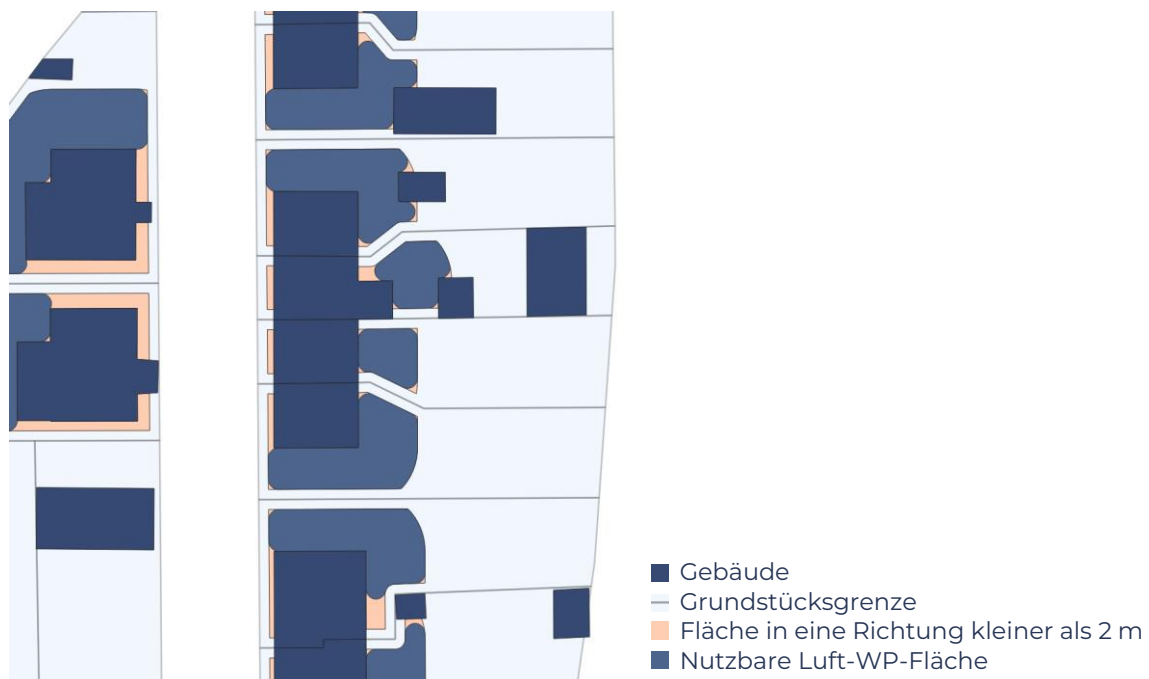 Gebäude
Grundstücksgrenze
Fläche in eine Richtung kleiner als 2 m
Nutzbare Luft-WP-Fläche